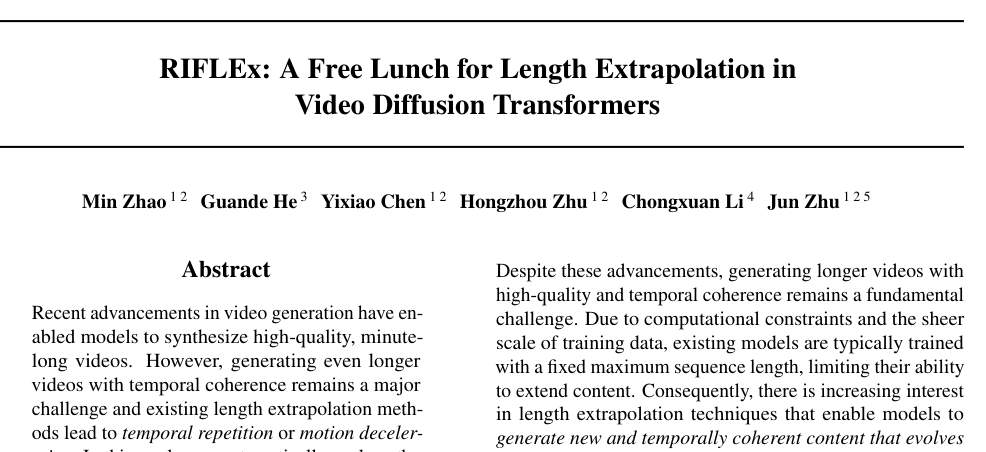 RIFLEx: A Free Lunch for Length Extrapolation in
Video Diffusion Transformers
Min Zhao 1 2 Guande He 3 Yixiao Chen 1 2 Hongzhou Zhu 1 2 Chongxuan Li 4 Jun Zhu 1 2 5
Abstract
Recent advancements in video generation have en-
abled models to synthesize high-quality, minute-
long videos. However, generating even longer
videos with temporal coherence remains a major
challenge and existing length extrapolation meth-
ods lead to temporal repetition or motion deceler-
Despite these advancements, generating longer videos with
high-quality and temporal coherence remains a fundamental
challenge. Due to computational constraints and the sheer
scale of training data, existing models are typically trained
with a fixed maximum sequence length, limiting their ability
to extend content. Consequently, there is increasing interest
in length extrapolation techniques that enable models to
generate new and temporally coherent content that evolves